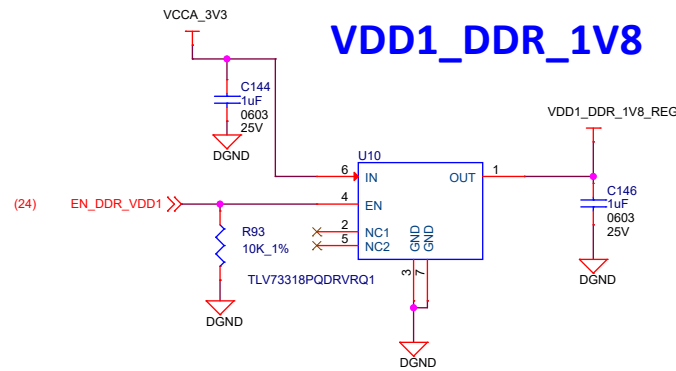 VCCA_3V3
VDD1_DDR_1V8
C144
1uF
0603
25V
DGND
VDD1_DDR_1V8_REG
U10
6
IN
OUT
1
(24)
EN_DDR_VDD1
4
EN
C146
1uF
0603
25V
2
NC1
5
NC2
GND
GND
R93
10K_1%
3
7
TLV73318PQDRVRQ1
DGND
DGND
DGND